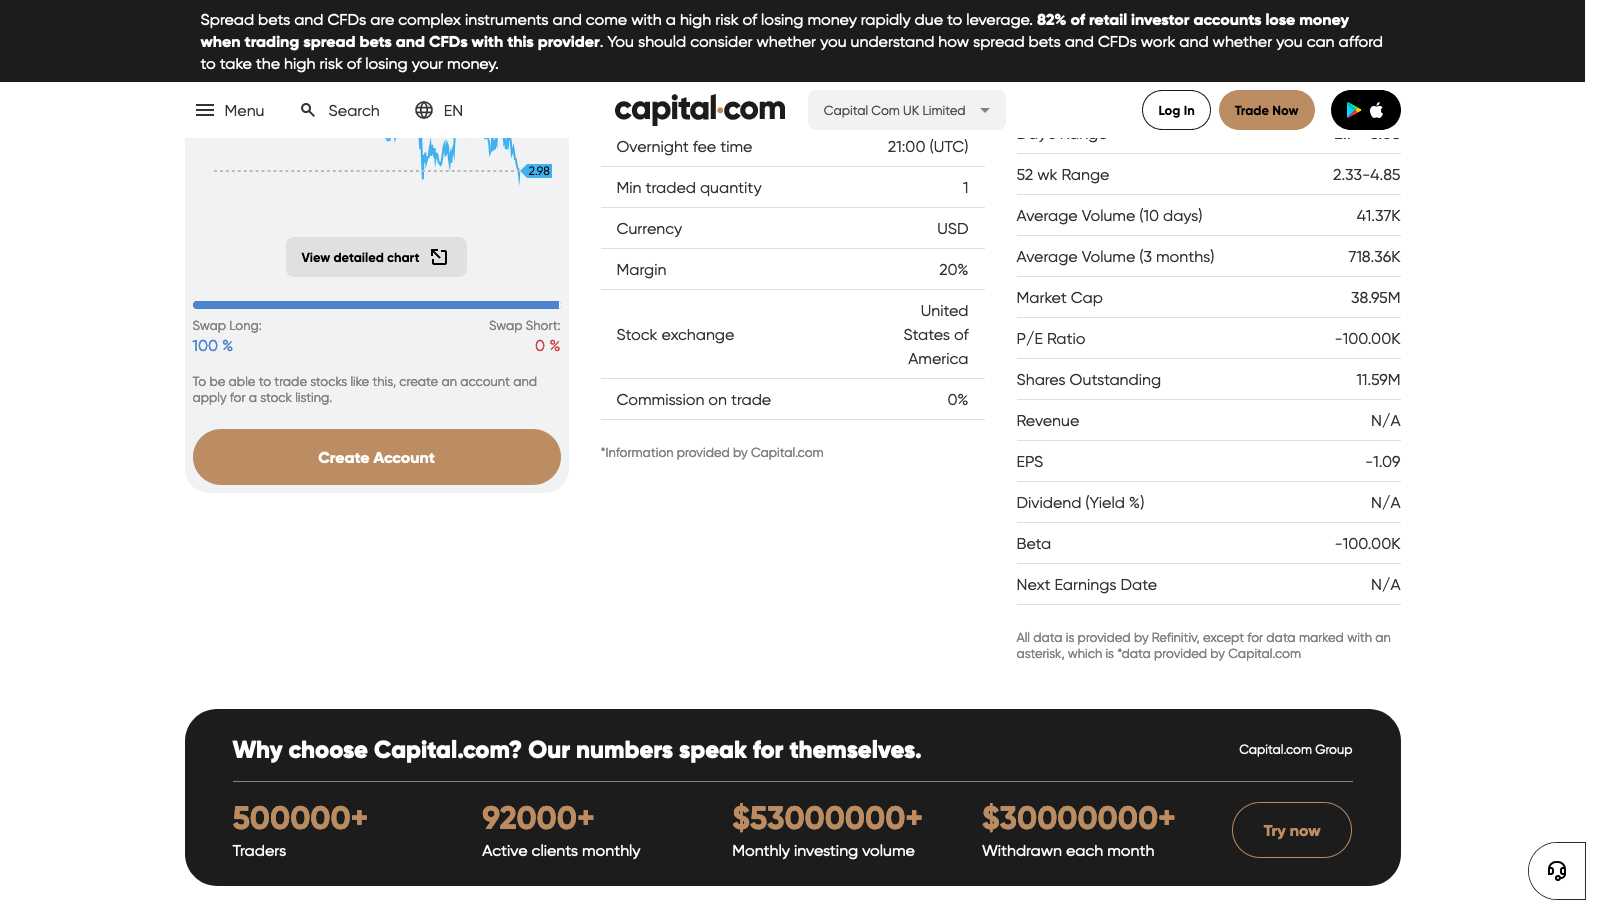 Spread bets and CFDs are complex instruments and come with a high risk of losing money rapidly due to leverage. 82% of retail investor accounts lose money
when trading spread bets and CFDs with this provider. You should consider whether you understand how spread bets and CFDs work and whether you can afford
to take the high risk of losing your money.
Menu
Search
EN
capital.com
Capital Com UK Limited
Log In
Trade Now
2.98
View detailed chart
Swap Long:
Swap Short:
100 %
0 %
To be able to trade stocks like this, create an account and
apply for a stock listing.
Create Account
Overnight fee time 21:00 (UTC)
Min traded quantity 1
Currency USD
Margin 20%
Stock exchange
United
States of
America
Commission on trade 0%
*Information provided by Capital.com
52 wk Range 2.33-4.85
Average Volume (10 days) 41.37K
Average Volume (3 months) 718.36K
Market Cap 38.95M
P/E Ratio -100.00K
Shares Outstanding 11.59M
Revenue N/A
EPS -1.09
Dividend (Yield %) N/A
Beta -100.00K
Next Earnings Date N/A
All data is provided by Refinitiv, except for data marked with an
asterisk, which is *data provided by Capital.com
Why choose Capital.com? Our numbers speak for themselves.
Capital.com Group
500000+
Traders
92000+
Active clients monthly
$53000000+
Monthly investing volume
$30000000+
Withdrawn each month
Try now